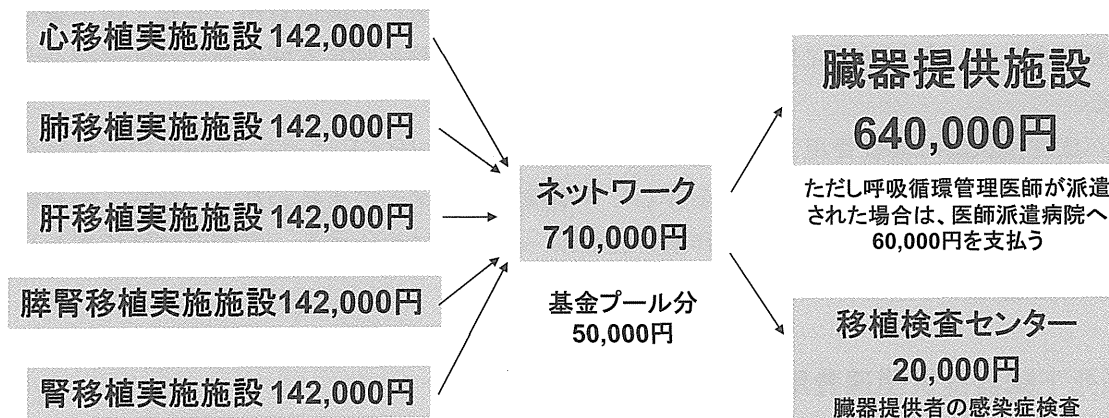 心移植実施施設 142,000円
肺移植実施施設 142,000円
肝移植実施施設 142,000円
膵腎移植実施施設142,000円
腎移植実施施設 142,000円
ネットワーク
710,000円
基金プール分
50,000円
臓器提供施設
640,000円
ただし呼吸循環管理医師が派遣
された場合は、医師派遣病院へ
60,000円を支払う
移植検査センター
20,000円
臓器提供者の感染症検査